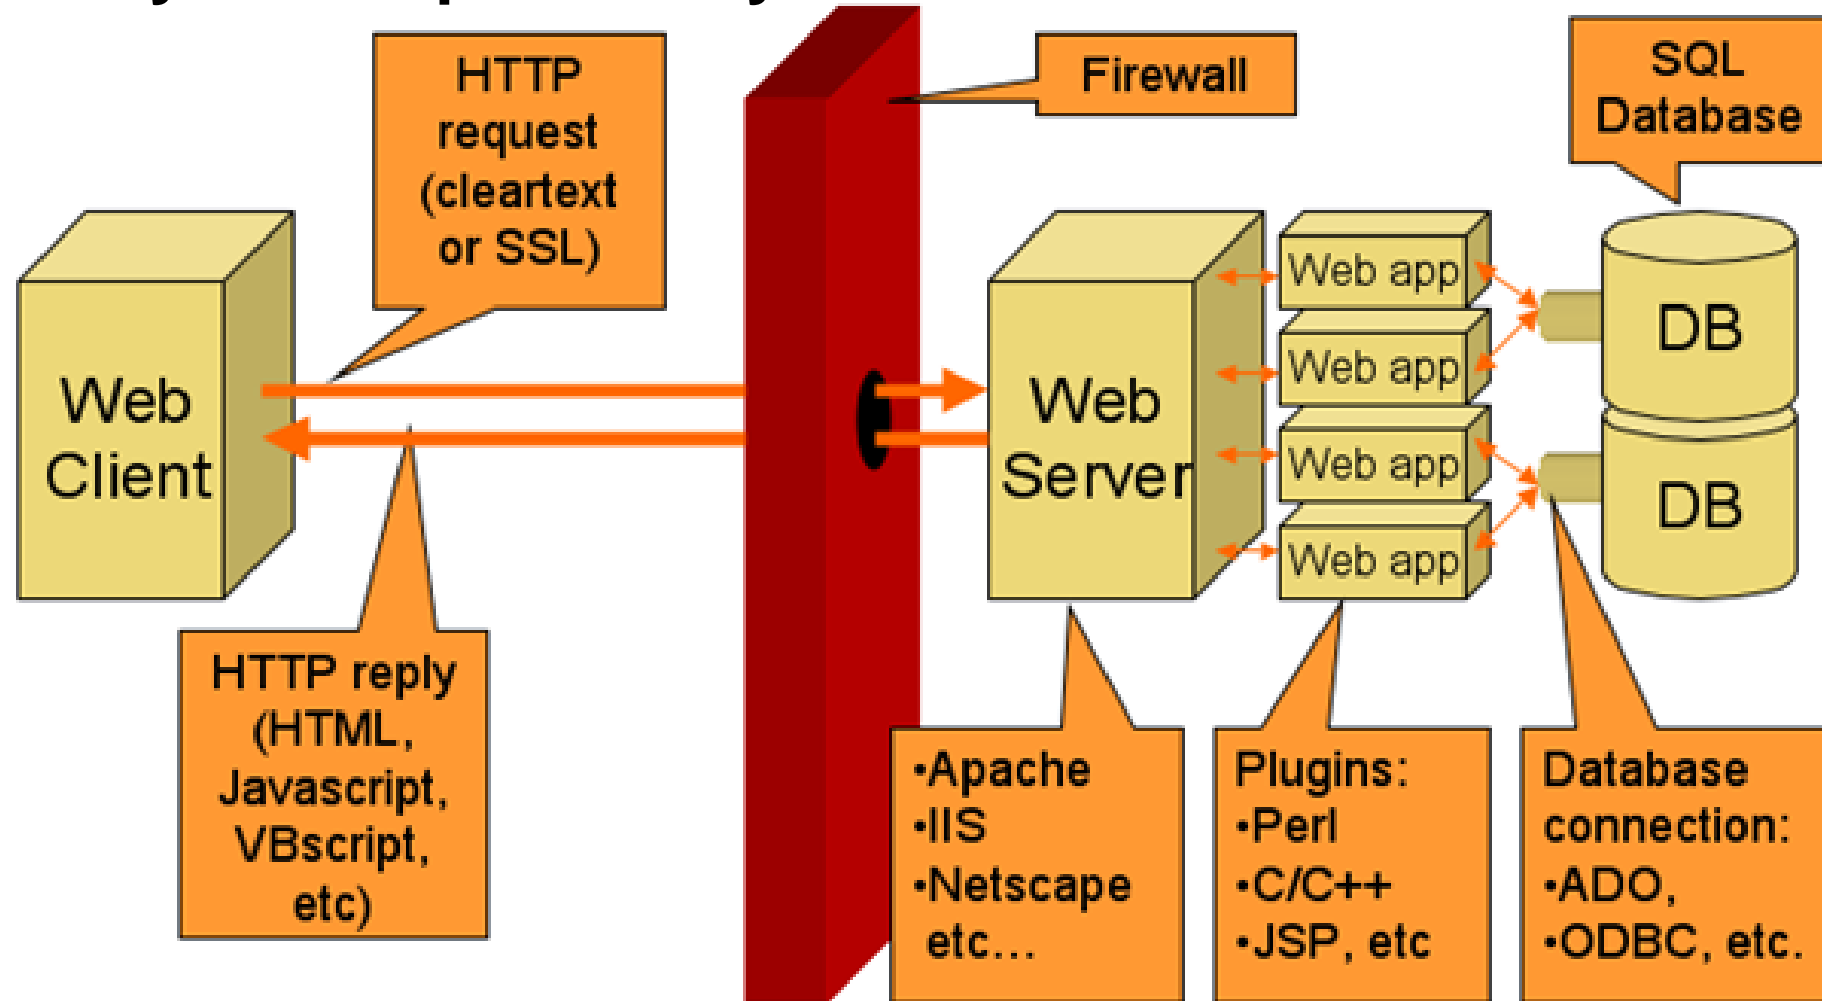 HTTP
request
(cleartext
or SSL)
Firewall
SQL
Database
Web
Client
Web
Server
Web app
Web app
Web app
Web app
DB
DB
HTTP reply
(HTML,
Javascript,
VBscript,
etc)
•Apache
•IIS
•Netscape
etc...
Plugins:
•Perl
•C/C++
•JSP, etc
Database
connection:
•ADO,
•ODBC, etc.